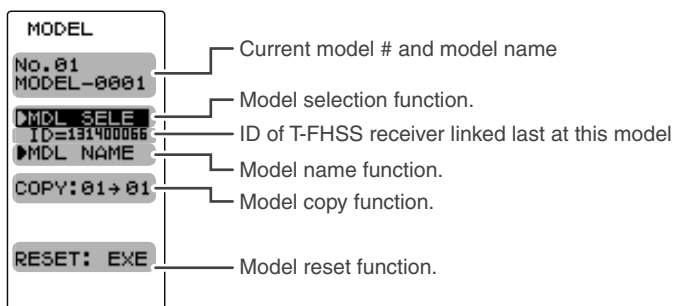 MODEL
No.01
MODEL-0001
▶MDL SELE
ID=131400066
▶MDL NAME
COPY:01→01
RESET: EXE
Current model # and model name
Model selection function.
ID of T-FHSS receiver linked last at this model
Model name function.
Model copy function.
Model reset function.